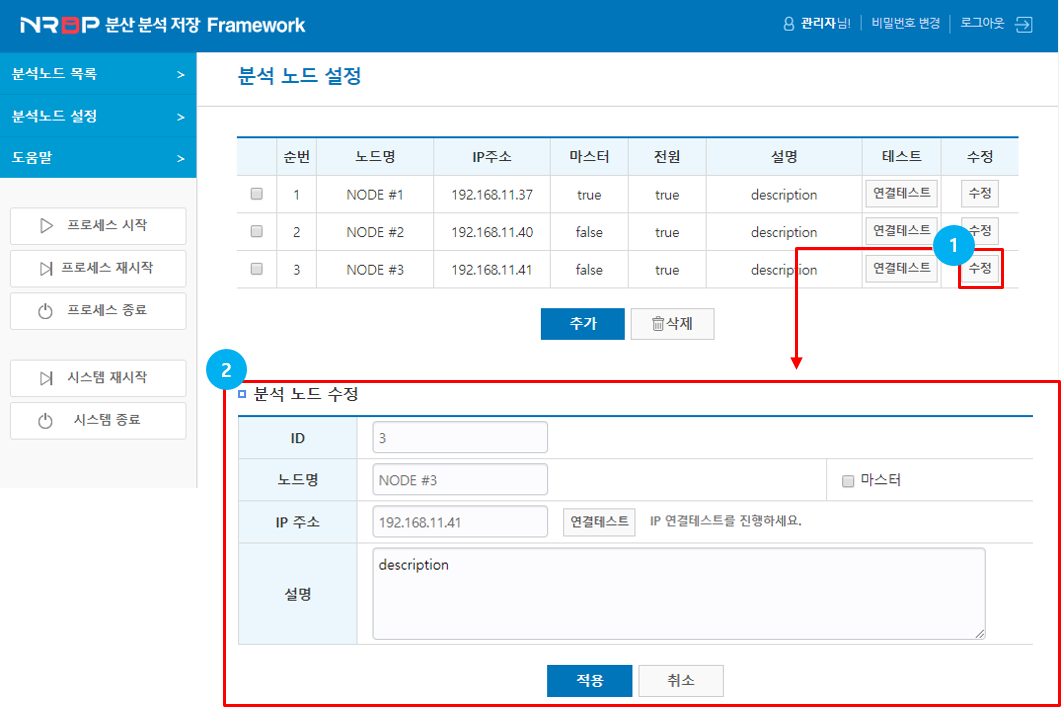 NROP 분산 분석 저장 Framework
관리자님! 비밀번호 변경 로그아웃
분석노드 목록 >
분석노드 설정 >
도움말 >
프로세스 시작
프로세스 재시작
프로세스 종료
시스템 재시작
시스템 종료
분석 노드 설정
순번 노드명 IP주소 마스터 전원 설명 테스트 수정
1 NODE #1 192.168.11.37 true true description 연결테스트 수정
2 NODE #2 192.168.11.40 false true description 연결테스트 수정
1
3 NODE #3 192.168.11.41 false true description 연결테스트 수정
추가 삭제
2
분석 노드 수정
ID 3
노드명 NODE #3 마스터
IP 주소 192.168.11.41 연결테스트 IP 연결테스트를 진행하세요.
설명 description
적용 취소